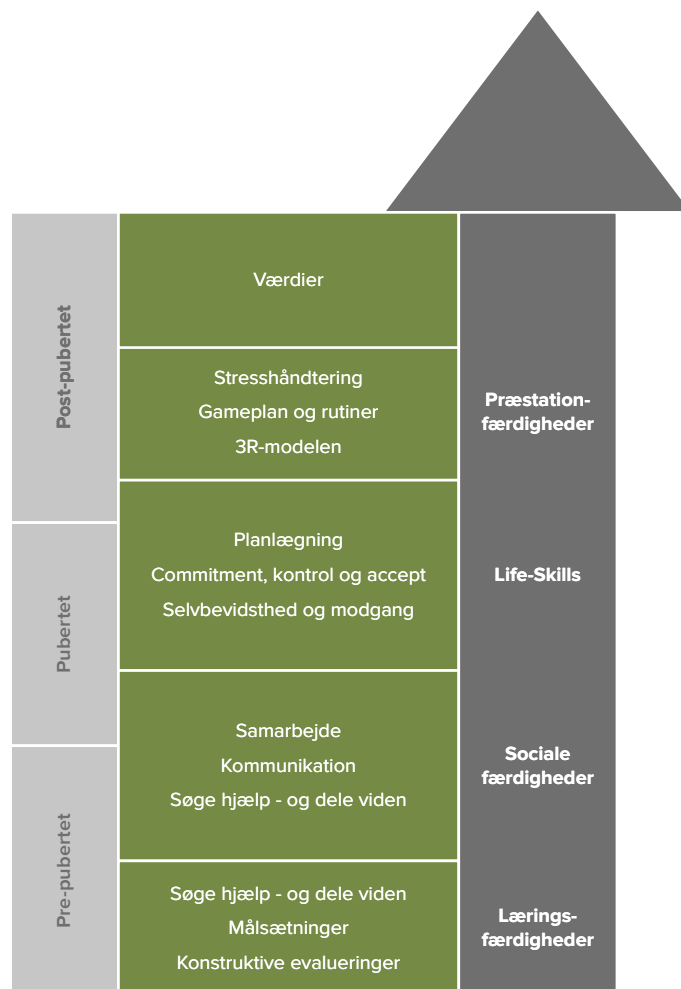 Post-pubertet
Værdier
Stresshåndtering
Gameplan og rutiner
3R-modelen
Præstation-
færdigheder
Pubertet
Planlægning
Commitment, kontrol og accept
Selvbevidsthed og modgang
Life-Skills
Pre-pubertet
Samarbejde
Kommunikation
Søge hjælp - og dele viden
Sociale
færdigheder
Søge hjælp - og dele viden
Målsætninger
Konstruktive evalueringer
Lærings-
færdigheder